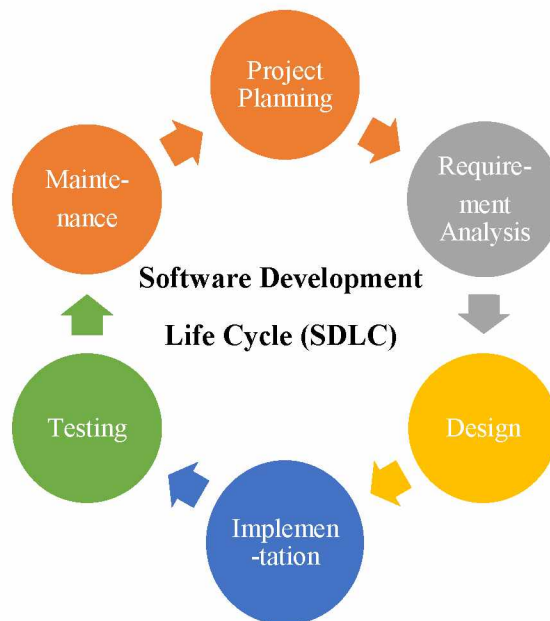 Project
Planning
Require-
ment
Analysis
Design
Implemen
-tation
Testing
Mainte-
nance
Software Development
Life Cycle (SDLC)